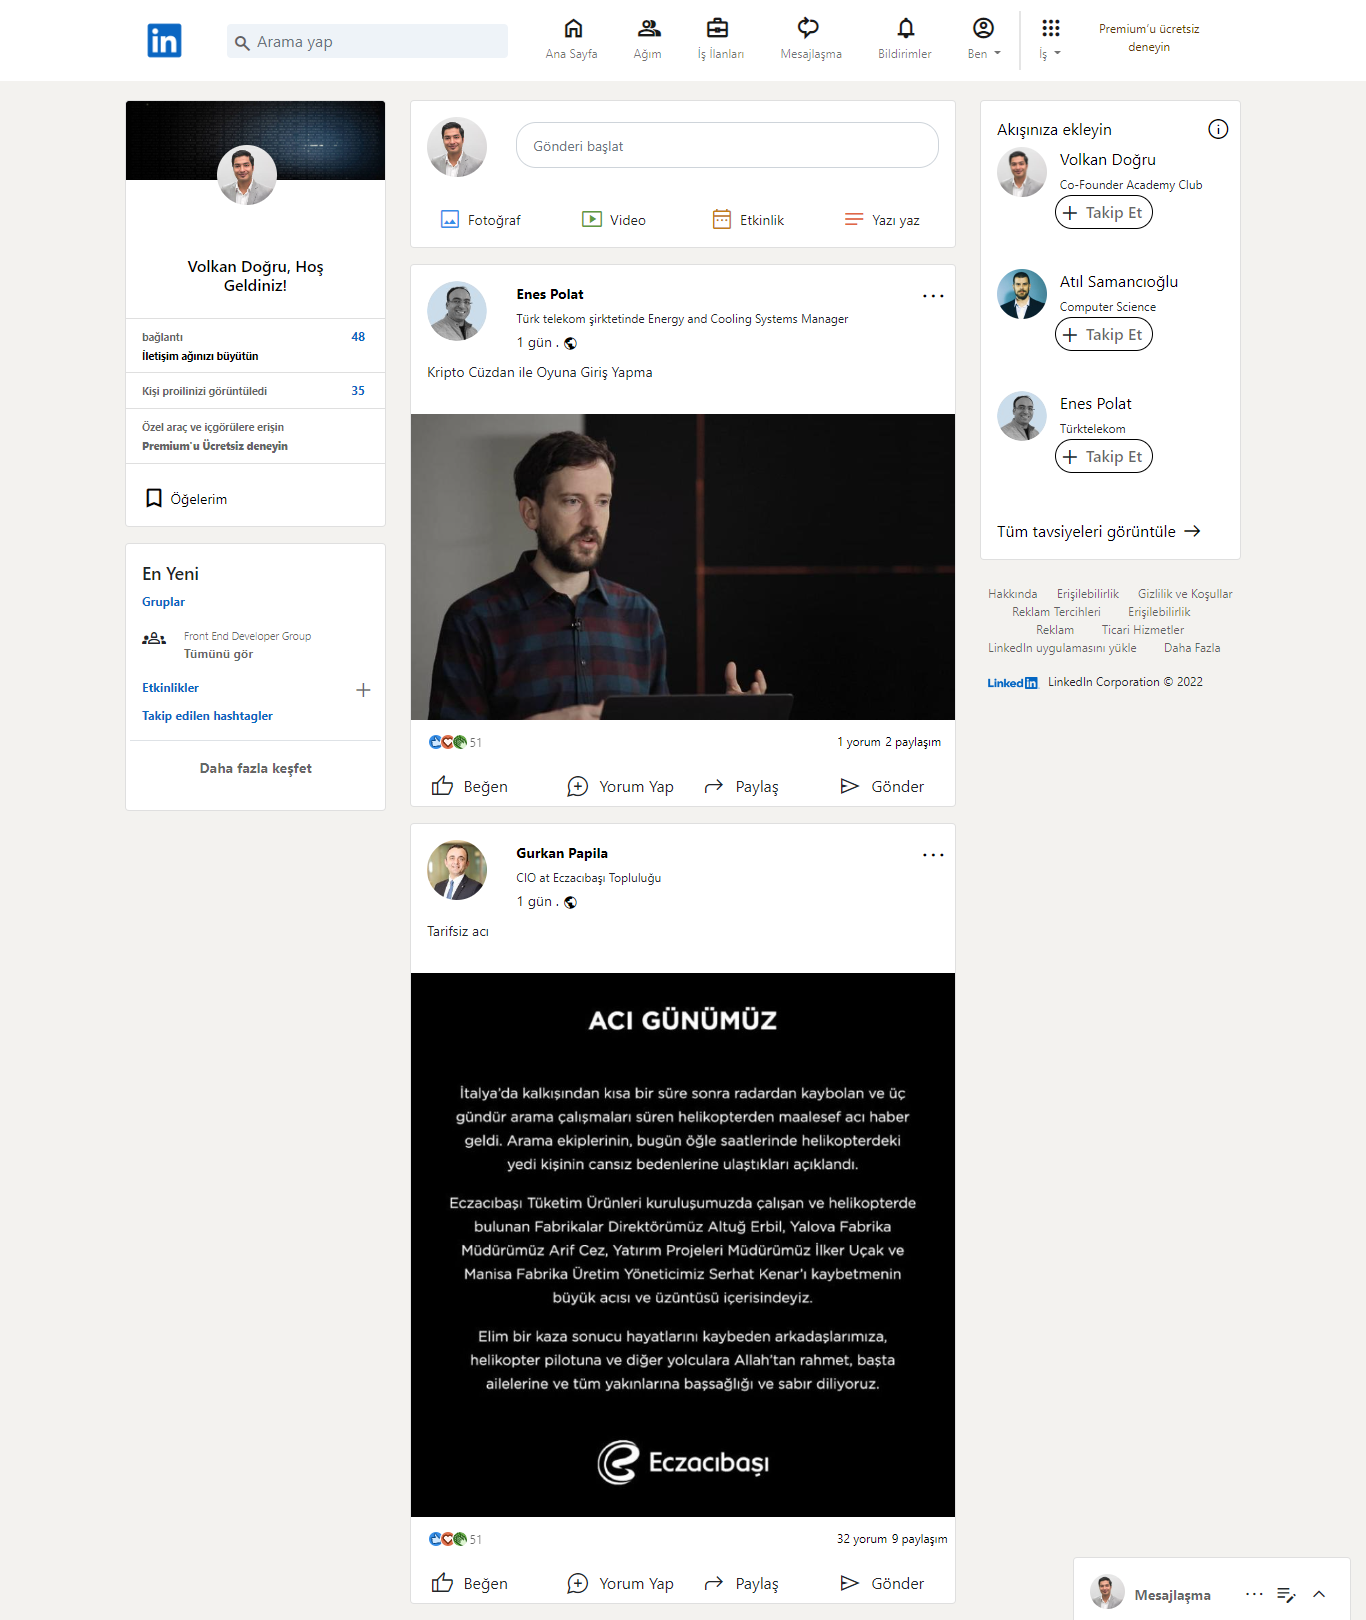 in
Arama yap
Ana Sayfa
Ağım
İş İlanları
Mesajlaşma
Bildirimler
Ben
İş
Premium'u ücretsiz
deneyin
Volkan Doğru, Hoş
Geldiniz!
bağlantı 48
İletişim ağınızı büyütün
Kişi proilinizi görüntüledi 35
Özel araç ve içgörülere erişin
Premium`u Ücretsiz deneyin
Öğelerim
En Yeni
Gruplar
Front End Developer Group
Tümünü gör
Etkinlikler
Takip edilen hashtagler
Daha fazla keşfet
Gönderi başlat
Fotoğraf
Video
Etkinlik
Yazı yaz
Enes Polat
Türk telekom şirktetinde Energy and Cooling Systems Manager
1 gün .
Kripto Cüzdan ile Oyuna Giriş Yapma
51
1 yorum 2 paylaşım
Beğen
Yorum Yap
Paylaş
Gönder
Gurkan Papila
CIO at Eczacıbaşı Topluluğu
1 gün .
Tarifsiz acı
ACI GÜNÜMÜZ
İtalya'da kalkışından kısa bir süre sonra radardan kaybolan ve üç
gündür arama çalışmaları süren helikopterden maalesef acı haber
geldi. Arama ekiplerinin, bugün öğle saatlerinde helikopterdeki
yedi kişinin cansız bedenlerine ulaştıkları açıklandı.
Eczacıbaşı Tüketim Ürünleri kuruluşumuzda çalışan ve helikopterde
bulunan Fabrikalar Direktörümüz Altuğ Erbil, Yalova Fabrika
Müdürümüz Arif Cez, Yatırım Projeleri Müdürümüz İlker Uçak ve
Manisa Fabrika Üretim Yöneticimiz Serhat Kenar'ı kaybetmenin
büyük acısı ve üzüntüsü içerisindeyiz.
Elim bir kaza sonucu hayatlarını kaybeden arkadaşlarımıza,
helikopter pilotuna ve diğer yolculara Allah'tan rahmet, başta
ailelerine ve tüm yakınlarına başsağlığı ve sabır diliyoruz.
Eczacıbaşı
51
32 yorum 9 paylaşım
Beğen
Yorum Yap
Paylaş
Gönder
Akışınıza ekleyin
Volkan Doğru
Co-Founder Academy Club
Takip Et
Atıl Samancıoğlu
Computer Science
Takip Et
Enes Polat
Türktelekom
Takip Et
Tüm tavsiyeleri görüntüle
Hakkında Erişilebilirlik Gizlilik ve Koşullar
Reklam Tercihleri Erişilebilirlik
Reklam Ticari Hizmetler
LinkedIn uygulamasını yükle Daha Fazla
Linked in LinkedIn Corporation © 2022
Mesajlaşma